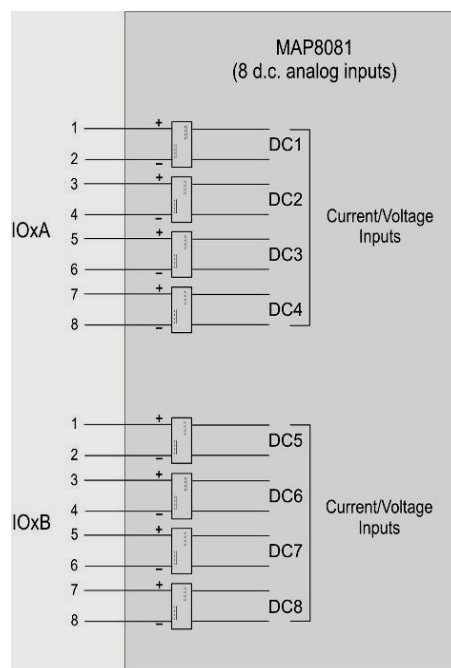 MAP8081
(8 d.c. analog inputs)
IOxA
1 + DC1
2 –
3 + DC2
4 –
5 + DC3
6 –
7 + DC4
8 –
Current/Voltage
Inputs
IOxB
1 + DC5
2 –
3 + DC6
4 –
5 + DC7
6 –
7 + DC8
8 –
Current/Voltage
Inputs